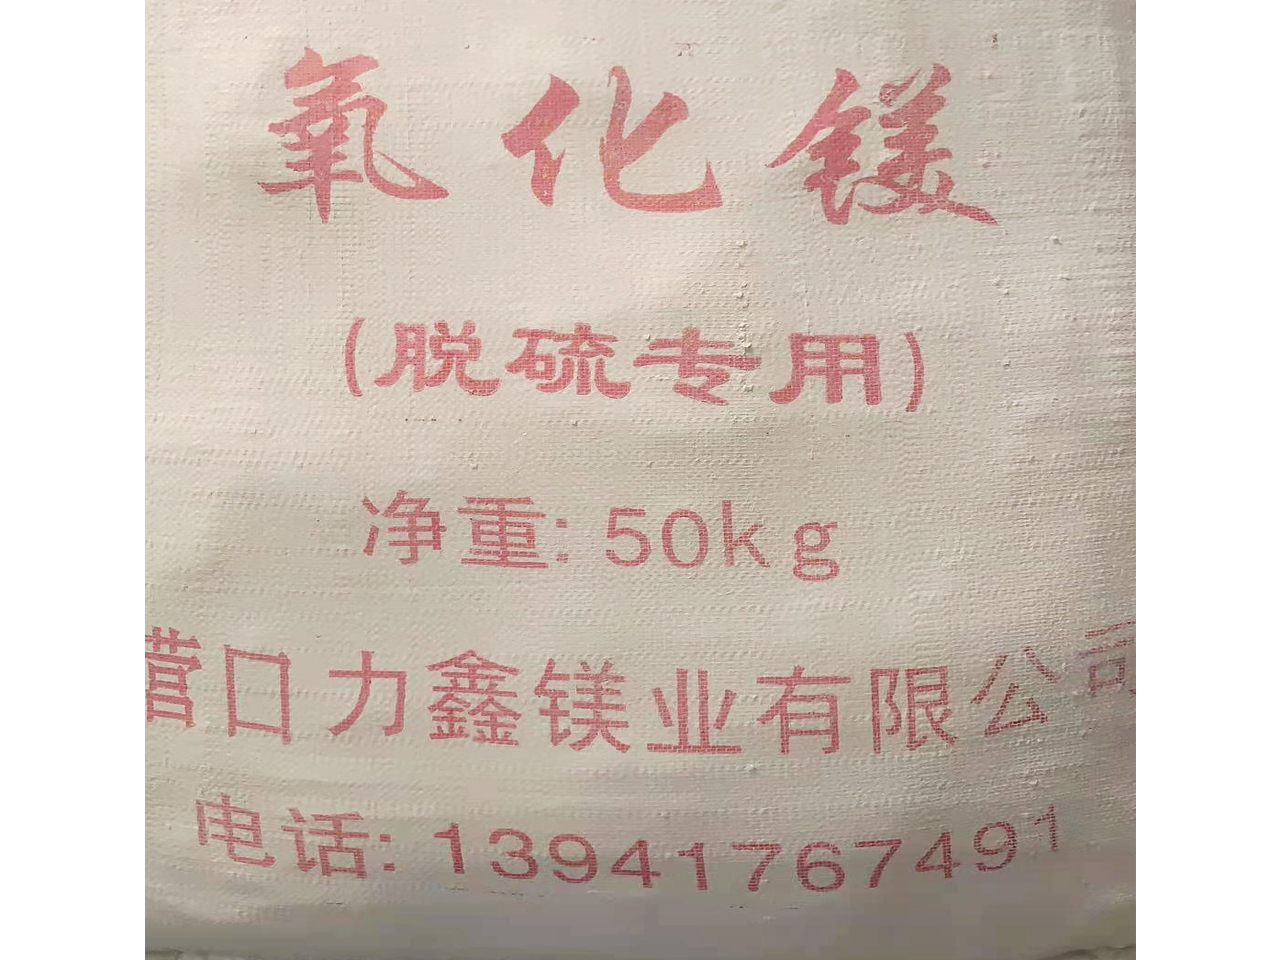 氧化镁
(脱硫专用)
净重:50kg
营口力鑫镁业有限公司
电话:13941767491